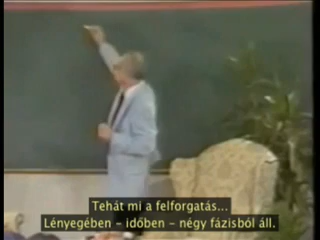 Tehát mi a felforgatás...
Lényegében - időben - négy fázisból áll.